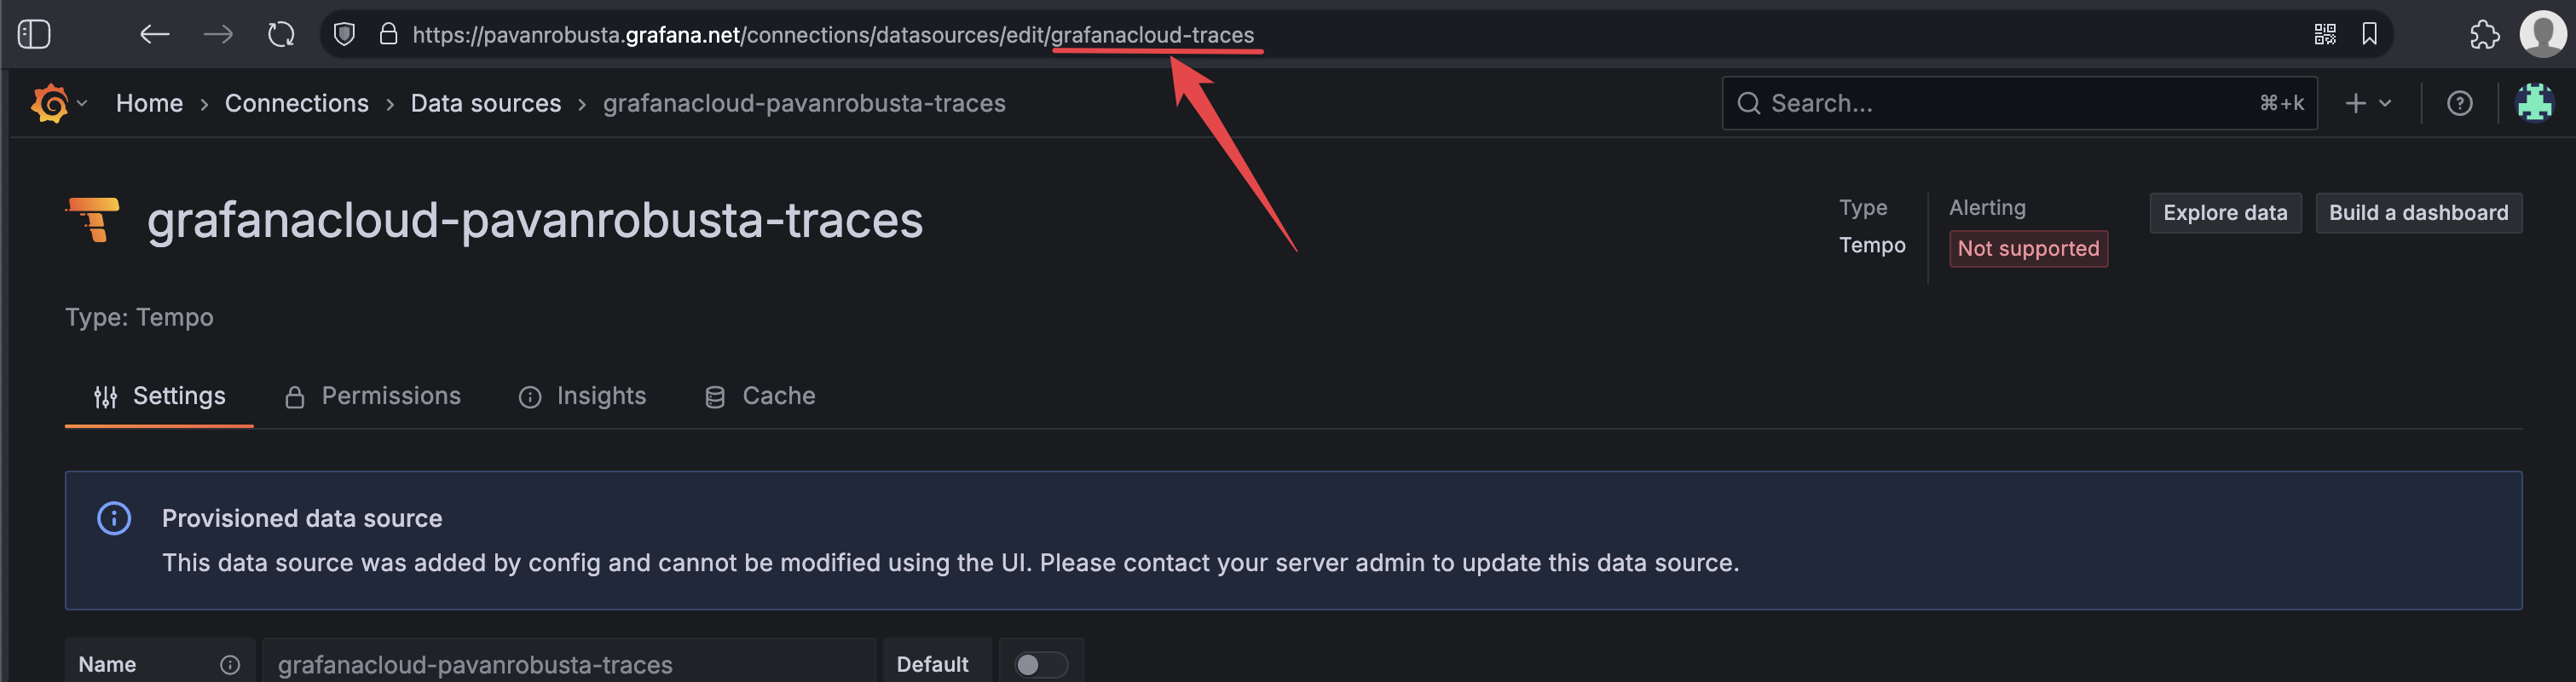 https://pavanrobusta.grafana.net/connections/datasources/edit/grafanacloud-traces
Home › Connections › Data sources › grafanacloud-pavanrobusta-traces
Search... ⌘+k
grafanacloud-pavanrobusta-traces
Type
Tempo
Alerting
Not supported
Explore data
Build a dashboard
Type: Tempo
Settings Permissions Insights Cache
Provisioned data source
This data source was added by config and cannot be modified using the UI. Please contact your server admin to update this data source.
Name grafanacloud-pavanrobusta-traces Default